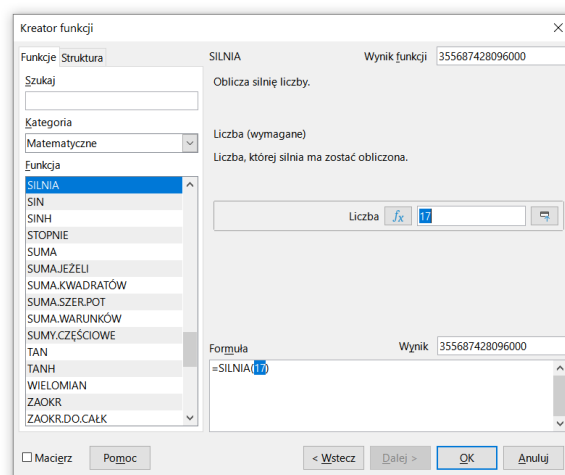 Kreator funkcji
Funkcje Struktura
SILNIA
Wynik funkcji 355687428096000
Szukaj
Oblicza silnię liczby.
Kategoria
Matematyczne
Liczba (wymagane)
Liczba, której silnia ma zostać obliczona.
Funkcja
SILNIA
SIN
SINH
STOPNIE
SUMA
SUMA.JEŻELI
SUMA.KWADRATÓW
SUMA.SZER.POT
SUMA.WARUNKÓW
SUMY.CZĘŚCIOWE
TAN
TANH
WIELOMIAN
ZAOKR
ZAOKR.DO.CAŁK
Liczba fx 17
Formuła
Wynik 355687428096000
=SILNIA(17)
Macierz
Pomoc
< Wstecz
Dalej >
OK
Anuluj